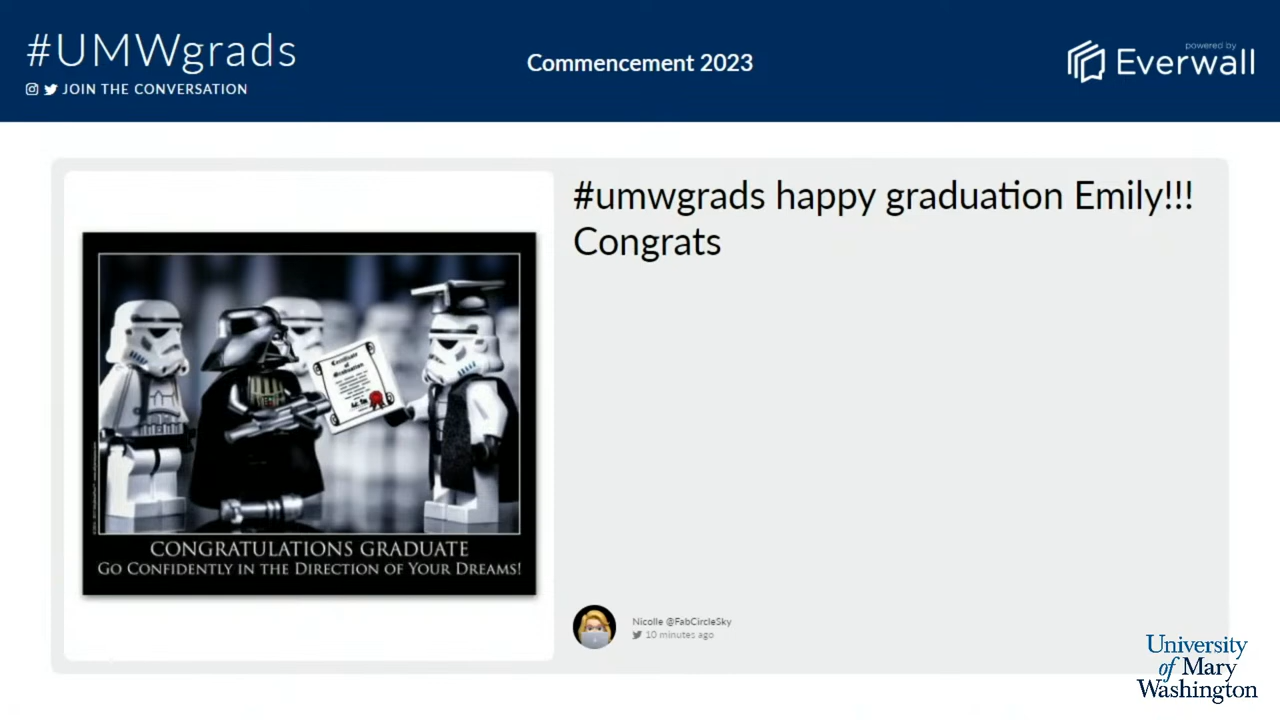 #UMWgrads
JOIN THE CONVERSATION
Commencement 2023
powered by
Everwall
#umwgrads happy graduation Emily!!!
Congrats
Certificate
of
Graduation
CONGRATULATIONS GRADUATE
GO CONFIDENTLY IN THE DIRECTION OF YOUR DREAMS!
Nicolle @FabCircleSky
10 minutes ago
University
of Mary
Washington